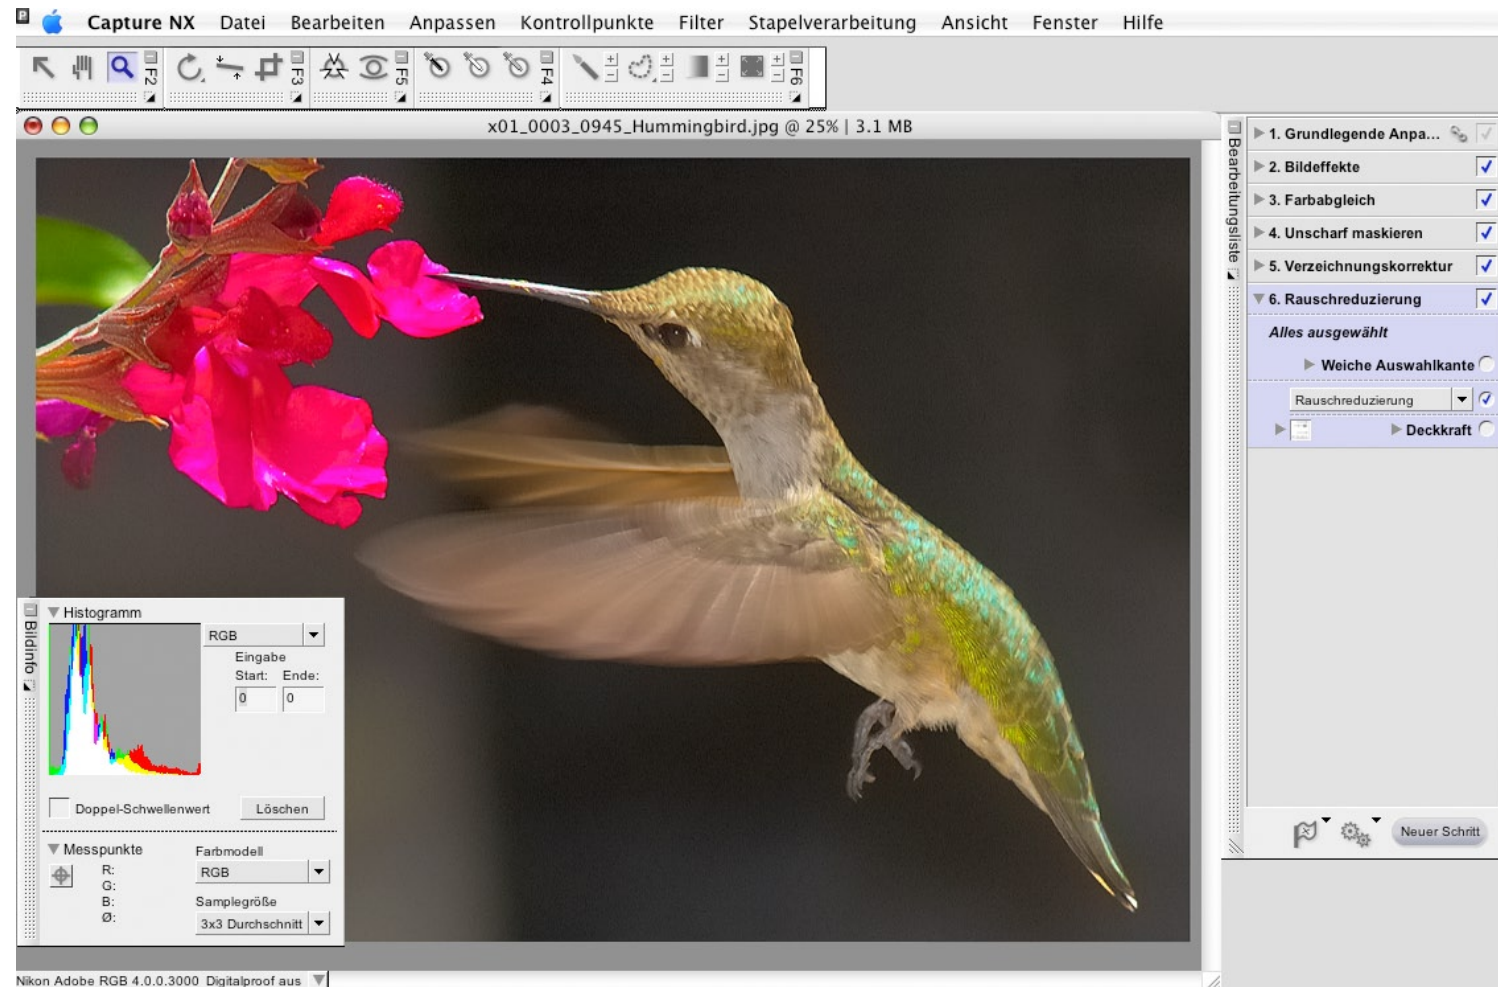 Capture NX Datei Bearbeiten Anpassen Kontrollpunkte Filter Stapelverarbeitung Ansicht Fenster Hilfe
F2 F3 F5 F4 F6
x01_0003_0945_Hummingbird.jpg @ 25% | 3.1 MB
Bearbeitungsliste
1. Grundlegende Anpa...
2. Bildeffekte
3. Farbabgleich
4. Unscharf maskieren
5. Verzeichnungskorrektur
6. Rauschreduzierung
Alles ausgewählt
Weiche Auswahlkante
Rauschreduzierung
Deckkraft
Neuer Schritt
Bildinfo
Histogramm
RGB
Eingabe
Start: Ende:
0 0
Doppel-Schwellenwert Löschen
Messpunkte
Farbmodell
R:
RGB
G:
B:
Samplegröße
Ø:
3x3 Durchschnitt
Nikon Adobe RGB 4.0.0.3000 Digitalproof aus